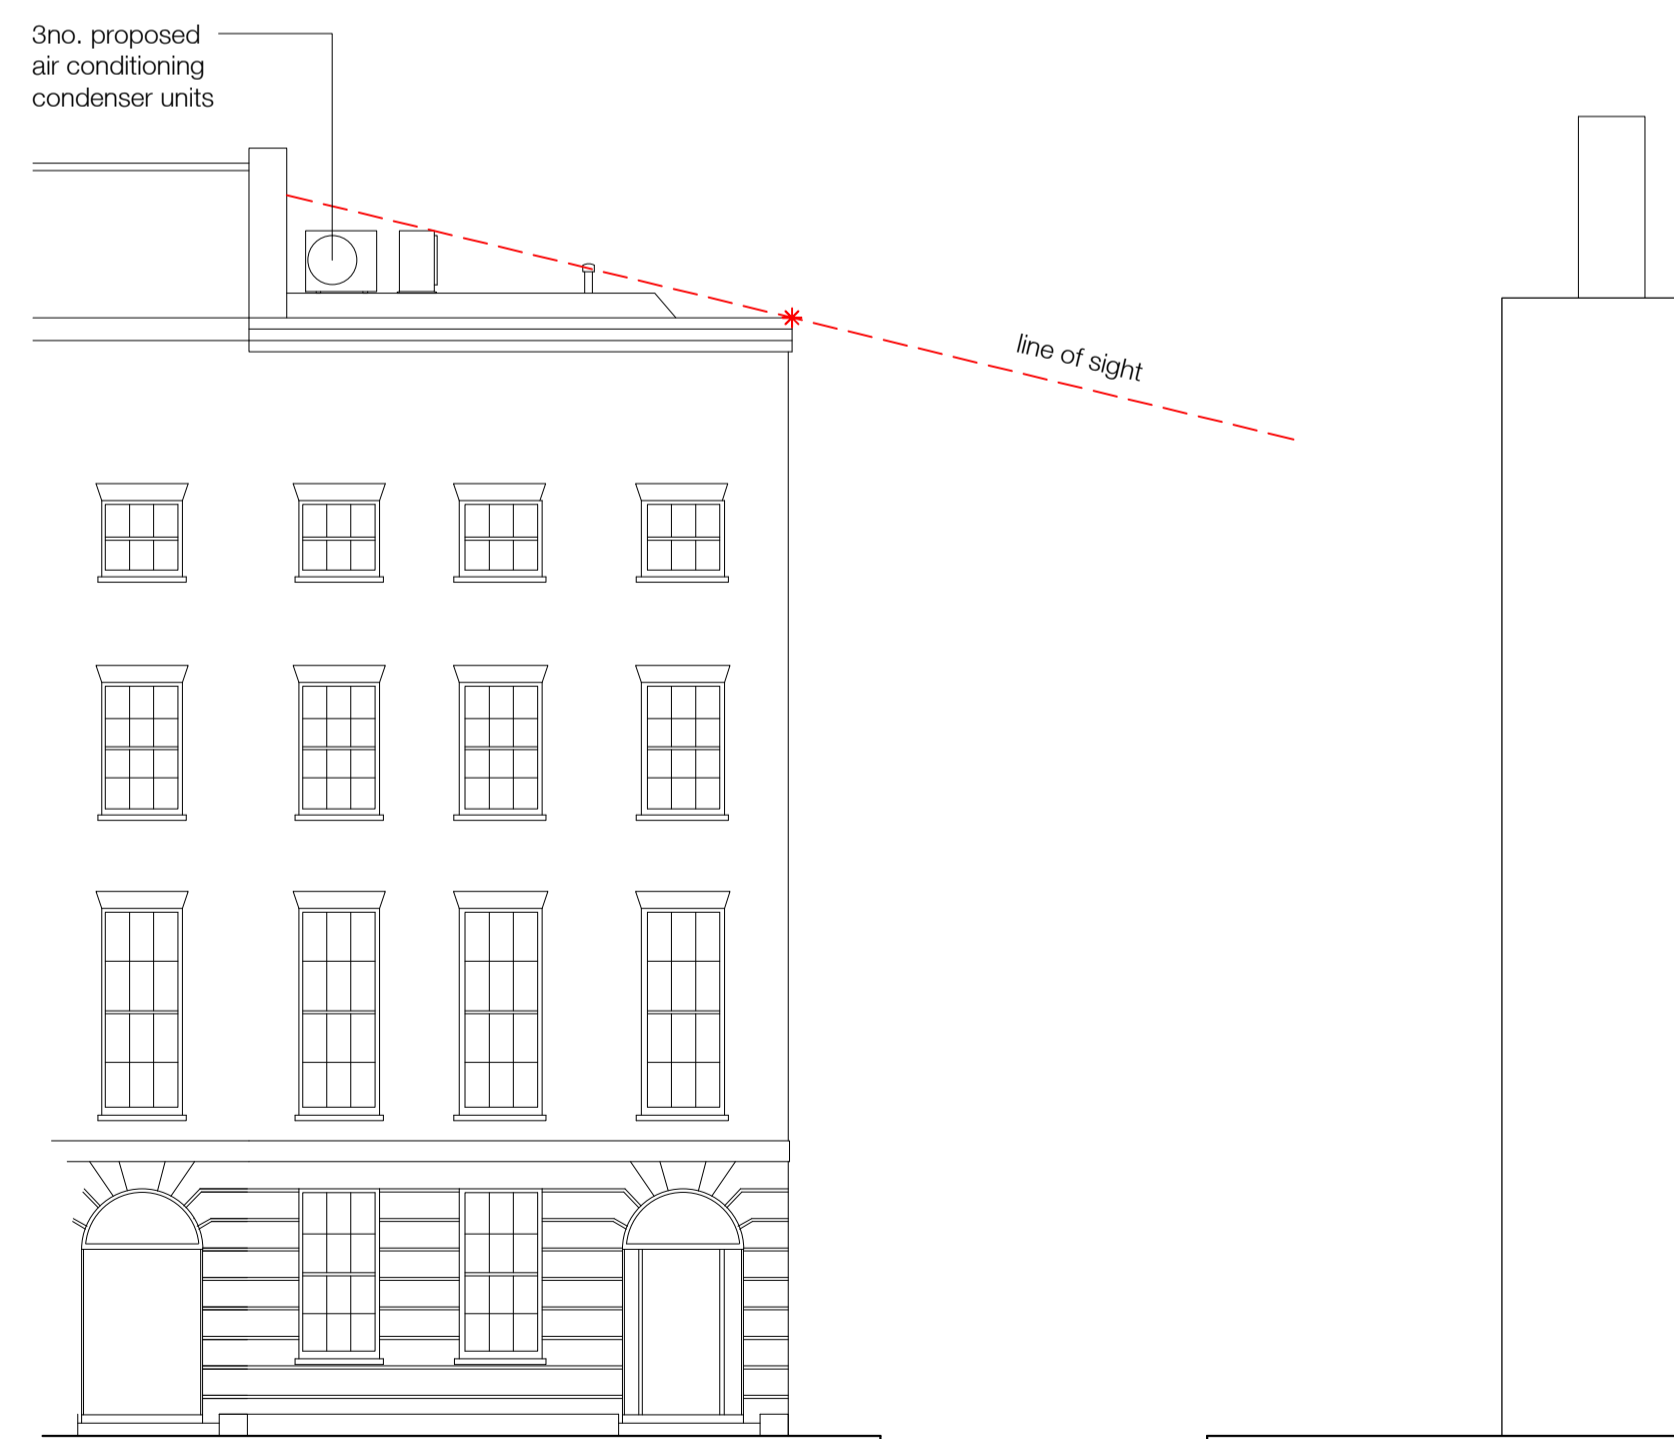 3no. proposed
air conditioning
condenser units
line of sight